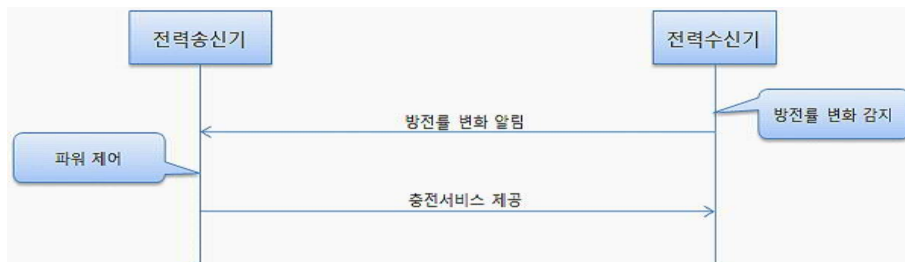 전력송신기
전력수신기
방전률 변화 감지
방전률 변화 알림
파워 제어
충전서비스 제공